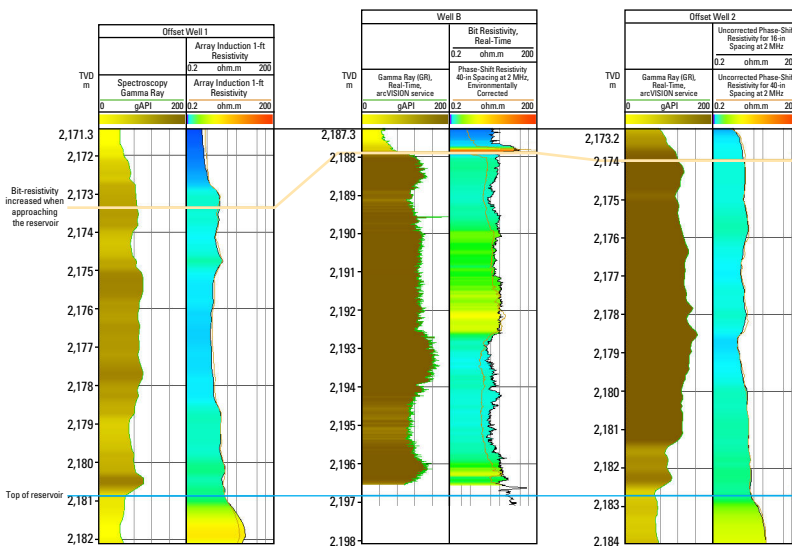 Offset Well 1
Array Induction 1-ft
Resistivity
0.2 ohm.m 200
Spectroscopy
Gamma Ray
Array Induction 1-ft
Resistivity
TVD
m
0 gAPI 200
0.2 ohm.m 200
2,171.3
2,172
2,173
2,174
2,175
2,176
2,177
2,178
2,179
2,180
2,181
2,182
Bit-resistivity
increased when
approaching
the reservoir
Top of reservoir
Well B
Bit Resistivity,
Real-Time
0.2 ohm.m 200
TVD
m
Gamma Ray (GR),
Real-Time,
arcVISION service
Phase-Shift Resistivity
40-in Spacing at 2 MHz,
Environmentally
Corrected
0 gAPI 200
0.2 ohm.m 200
2,187.3
2,188
2,189
2,190
2,191
2,192
2,193
2,194
2,195
2,196
2,197
2,198
Offset Well 2
Uncorrected Phase-Shift
Resistivity for 16-in
Spacing at 2 MHz
0.2 ohm.m 200
TVD
m
Gamma Ray (GR),
Real-Time,
arcVISION service
Uncorrected Phase-Shift
Resistivity for 40-in
Spacing at 2 MHz
0 gAPI 200
0.2 ohm.m 200
2,173.2
2,174
2,175
2,176
2,177
2,178
2,179
2,180
2,181
2,182
2,183
2,184